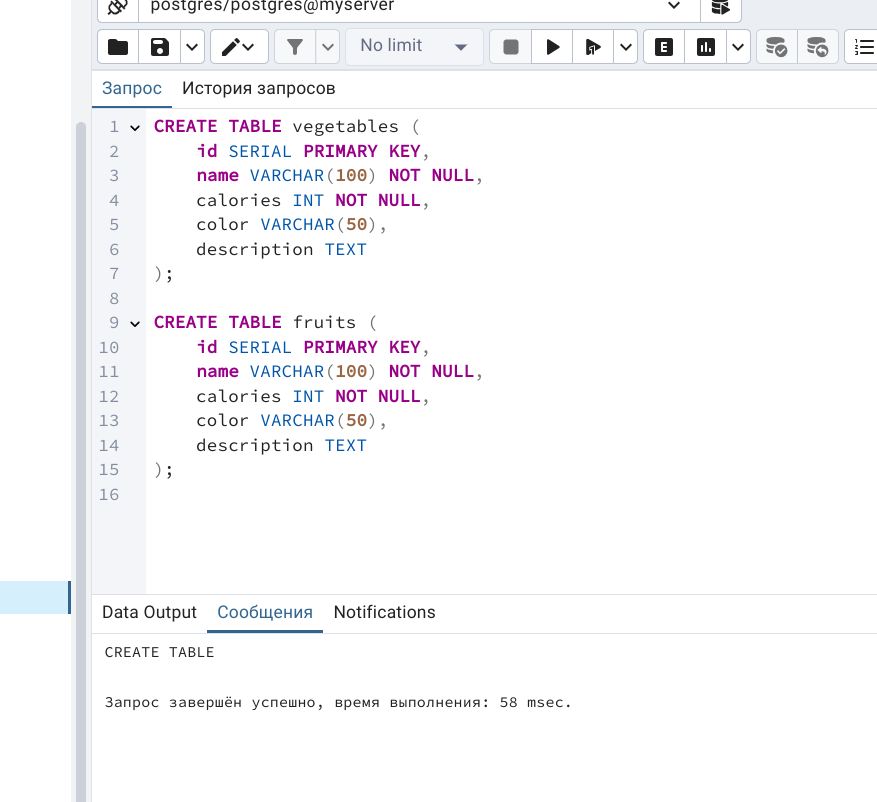 postgres/postgres@myserver
No limit
Запрос История запросов
1 CREATE TABLE vegetables (
2 id SERIAL PRIMARY KEY,
3 name VARCHAR(100) NOT NULL,
4 calories INT NOT NULL,
5 color VARCHAR(50),
6 description TEXT
7 );
8
9 CREATE TABLE fruits (
10 id SERIAL PRIMARY KEY,
11 name VARCHAR(100) NOT NULL,
12 calories INT NOT NULL,
13 color VARCHAR(50),
14 description TEXT
15 );
16
Data Output Сообщения Notifications
CREATE TABLE
Запрос завершён успешно, время выполнения: 58 msec.